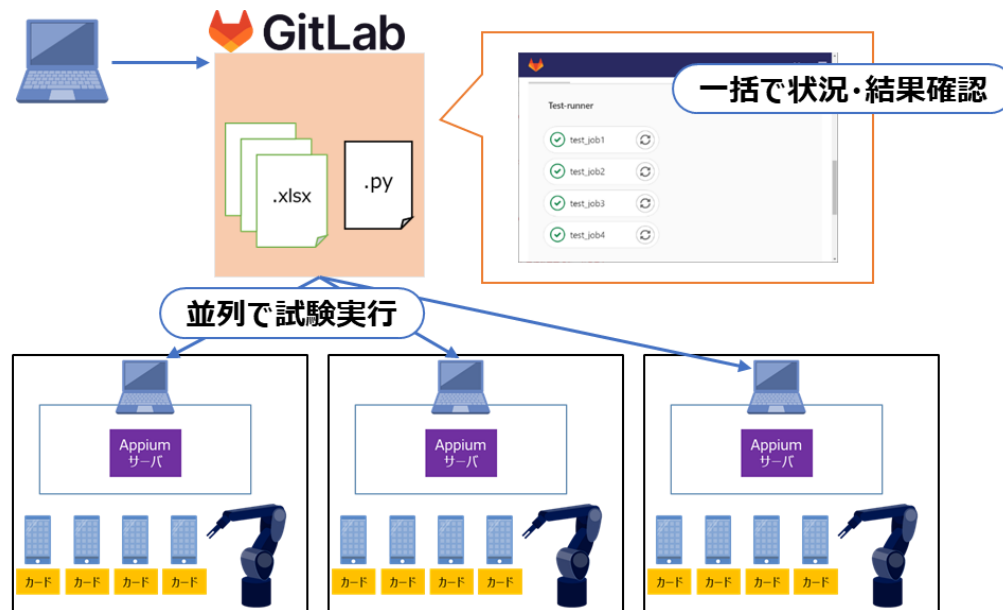 GitLab
一括で状況・結果確認
Test-runner
test_job1
test_job2
test_job3
test_job4
.xlsx
.py
並列で試験実行
Appium
サーバ
Appium
サーバ
Appium
サーバ
カード
カード
カード
カード
カード
カード
カード
カード
カード
カード
カード
カード